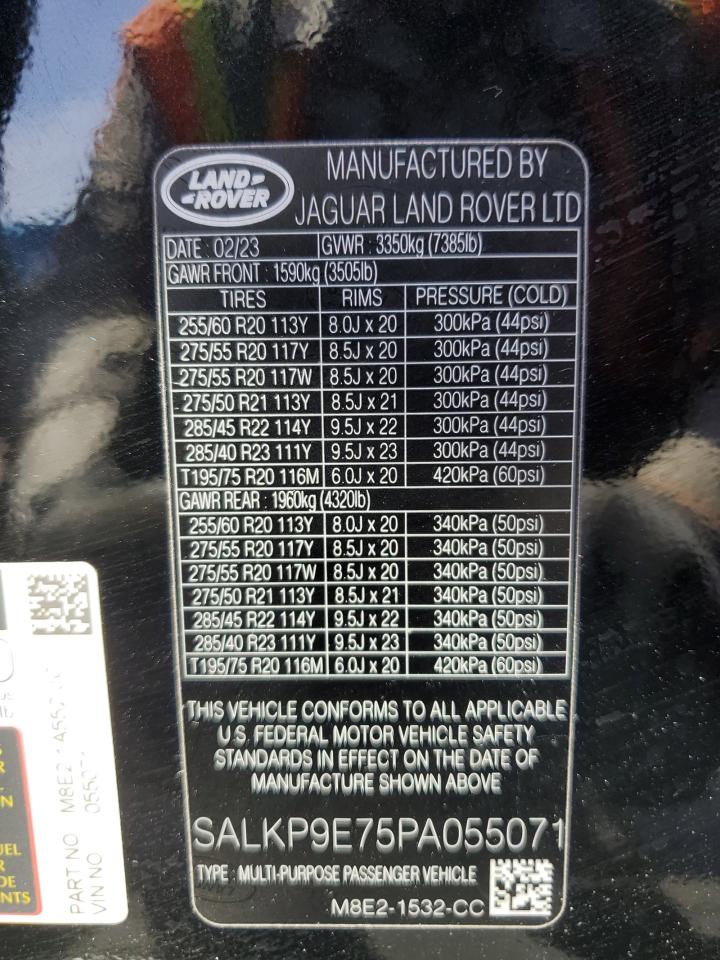 LAND-
-ROVER
MANUFACTURED BY
JAGUAR LAND ROVER LTD
DATE : 02/23 GVWR : 3350kg (7385lb)
GAWR FRONT : 1590kg (3505lb)
TIRES RIMS PRESSURE (COLD)
255/60 R20 113Y 8.0J x 20 300kPa (44psi)
275/55 R20 117Y 8.5J x 20 300kPa (44psi)
275/55 R20 117W 8.5J x 20 300kPa (44psi)
275/50 R21 113Y 8.5J x 21 300kPa (44psi)
285/45 R22 114Y 9.5J x 22 300kPa (44psi)
285/40 R23 111Y 9.5J x 23 300kPa (44psi)
T195/75 R20 116M 6.0J x 20 420kPa (60psi)
GAWR REAR : 1960kg (4320lb)
255/60 R20 113Y 8.0J x 20 340kPa (50psi)
275/55 R20 117Y 8.5J x 20 340kPa (50psi)
275/55 R20 117W 8.5J x 20 340kPa (50psi)
275/50 R21 113Y 8.5J x 21 340kPa (50psi)
285/45 R22 114Y 9.5J x 22 340kPa (50psi)
285/40 R23 111Y 9.5J x 23 340kPa (50psi)
T195/75 R20 116M 6.0J x 20 420kPa (60psi)
THIS VEHICLE CONFORMS TO ALL APPLICABLE
U.S. FEDERAL MOTOR VEHICLE SAFETY
STANDARDS IN EFFECT ON THE DATE OF
MANUFACTURE SHOWN ABOVE
SALKP9E75PA055071
TYPE : MULTI-PURPOSE PASSENGER VEHICLE
M8E2-1532-CC
PART NO
VIN NO